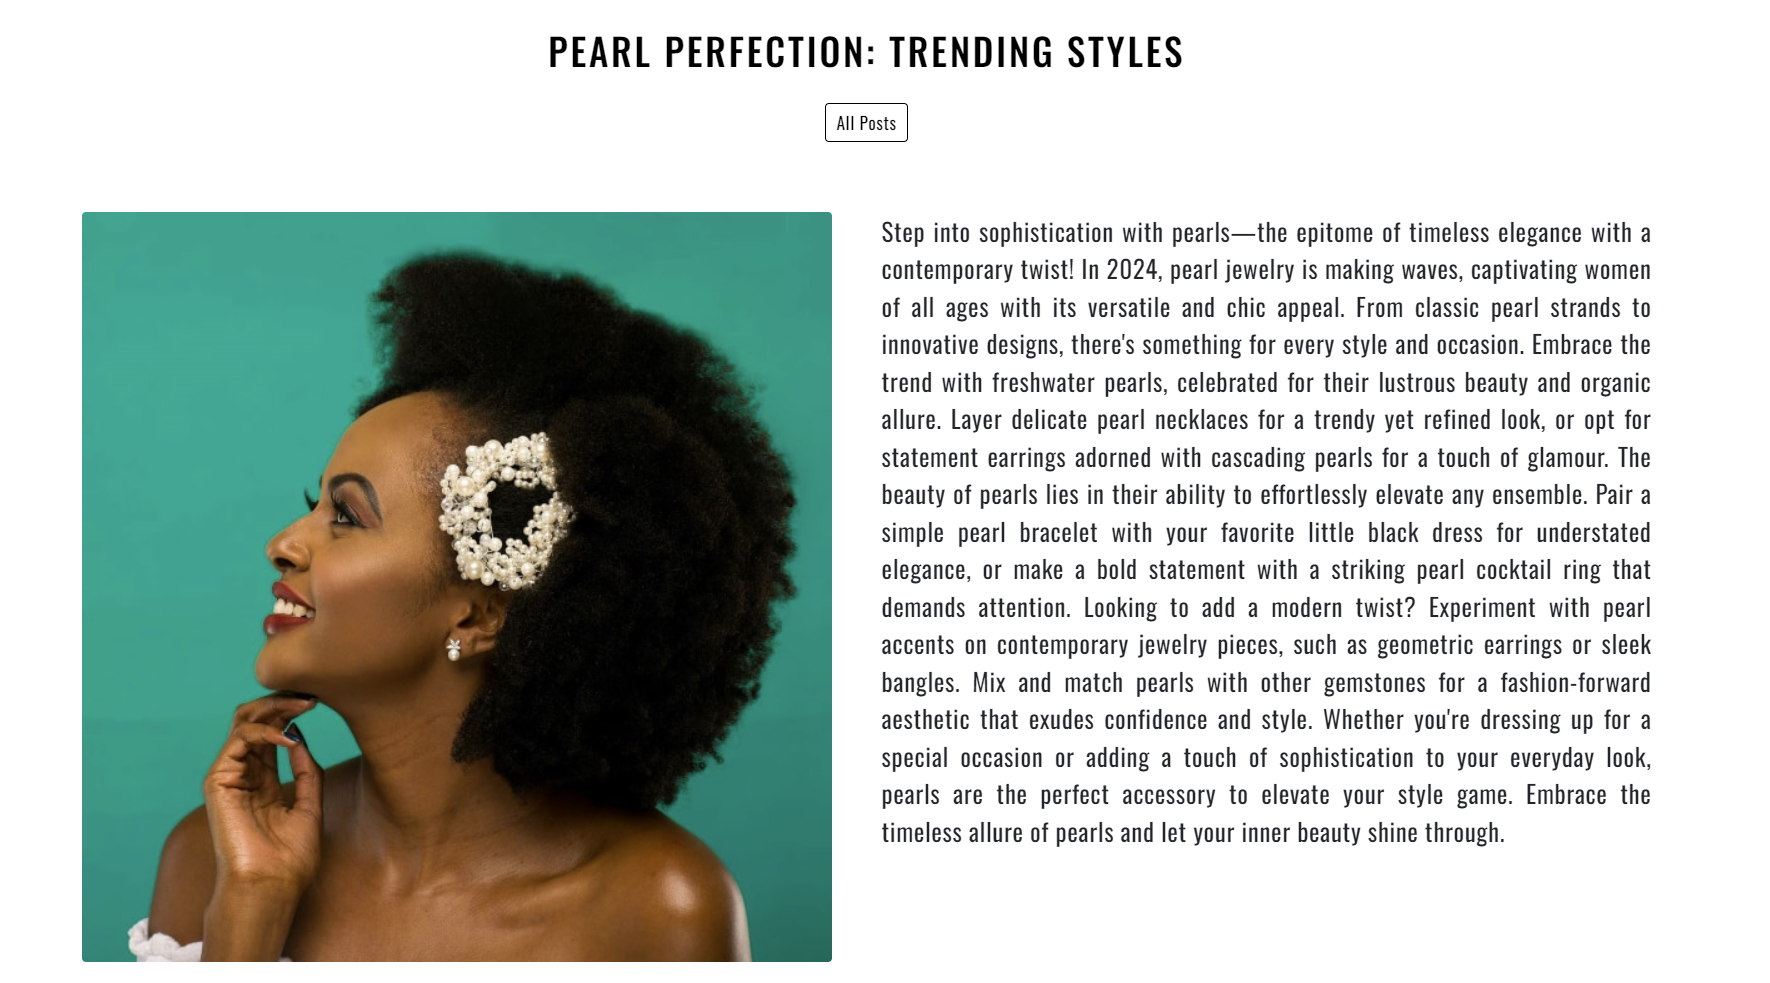 PEARL PERFECTION: TRENDING STYLES
All Posts
Step into sophistication with pearls—the epitome of timeless elegance with a
contemporary twist! In 2024, pearl jewelry is making waves, captivating women
of all ages with its versatile and chic appeal. From classic pearl strands to
innovative designs, there's something for every style and occasion. Embrace the
trend with freshwater pearls, celebrated for their lustrous beauty and organic
allure. Layer delicate pearl necklaces for a trendy yet refined look, or opt for
statement earrings adorned with cascading pearls for a touch of glamour. The
beauty of pearls lies in their ability to effortlessly elevate any ensemble. Pair a
simple pearl bracelet with your favorite little black dress for understated
elegance, or make a bold statement with a striking pearl cocktail ring that
demands attention. Looking to add a modern twist? Experiment with pearl
accents on contemporary jewelry pieces, such as geometric earrings or sleek
bangles. Mix and match pearls with other gemstones for a fashion-forward
aesthetic that exudes confidence and style. Whether you're dressing up for a
special occasion or adding a touch of sophistication to your everyday look,
pearls are the perfect accessory to elevate your style game. Embrace the
timeless allure of pearls and let your inner beauty shine through.